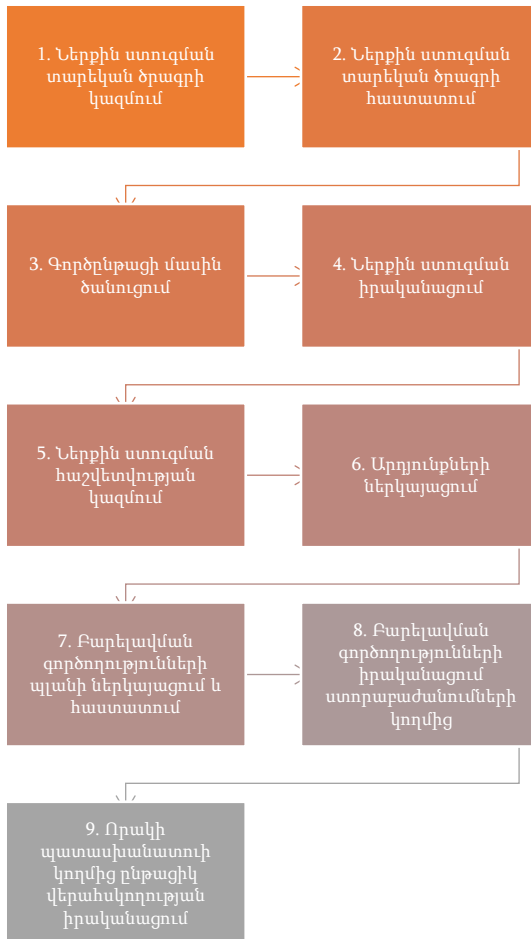 1. Ներքին ստուգման
տարեկան ծրագրի
կազմում
2. Ներքին ստուգման
տարեկան ծրագրի
հաստատում
3. Գործընթացի մասին
ծանուցում
4. Ներքին ստուգման
իրականացում
5. Ներքին ստուգման
հաշվետվության
կազմում
6. Արդյունքների
ներկայացում
7. Բարելավման
գործողությունների
պլանի ներկայացում և
հաստատում
8. Բարելավման
գործողությունների
իրականացում
ստորաբաժանումների
կողմից
9. Որակի
պատասխանատուի
կողմից ընթացիկ
վերահսկողության
իրականացում